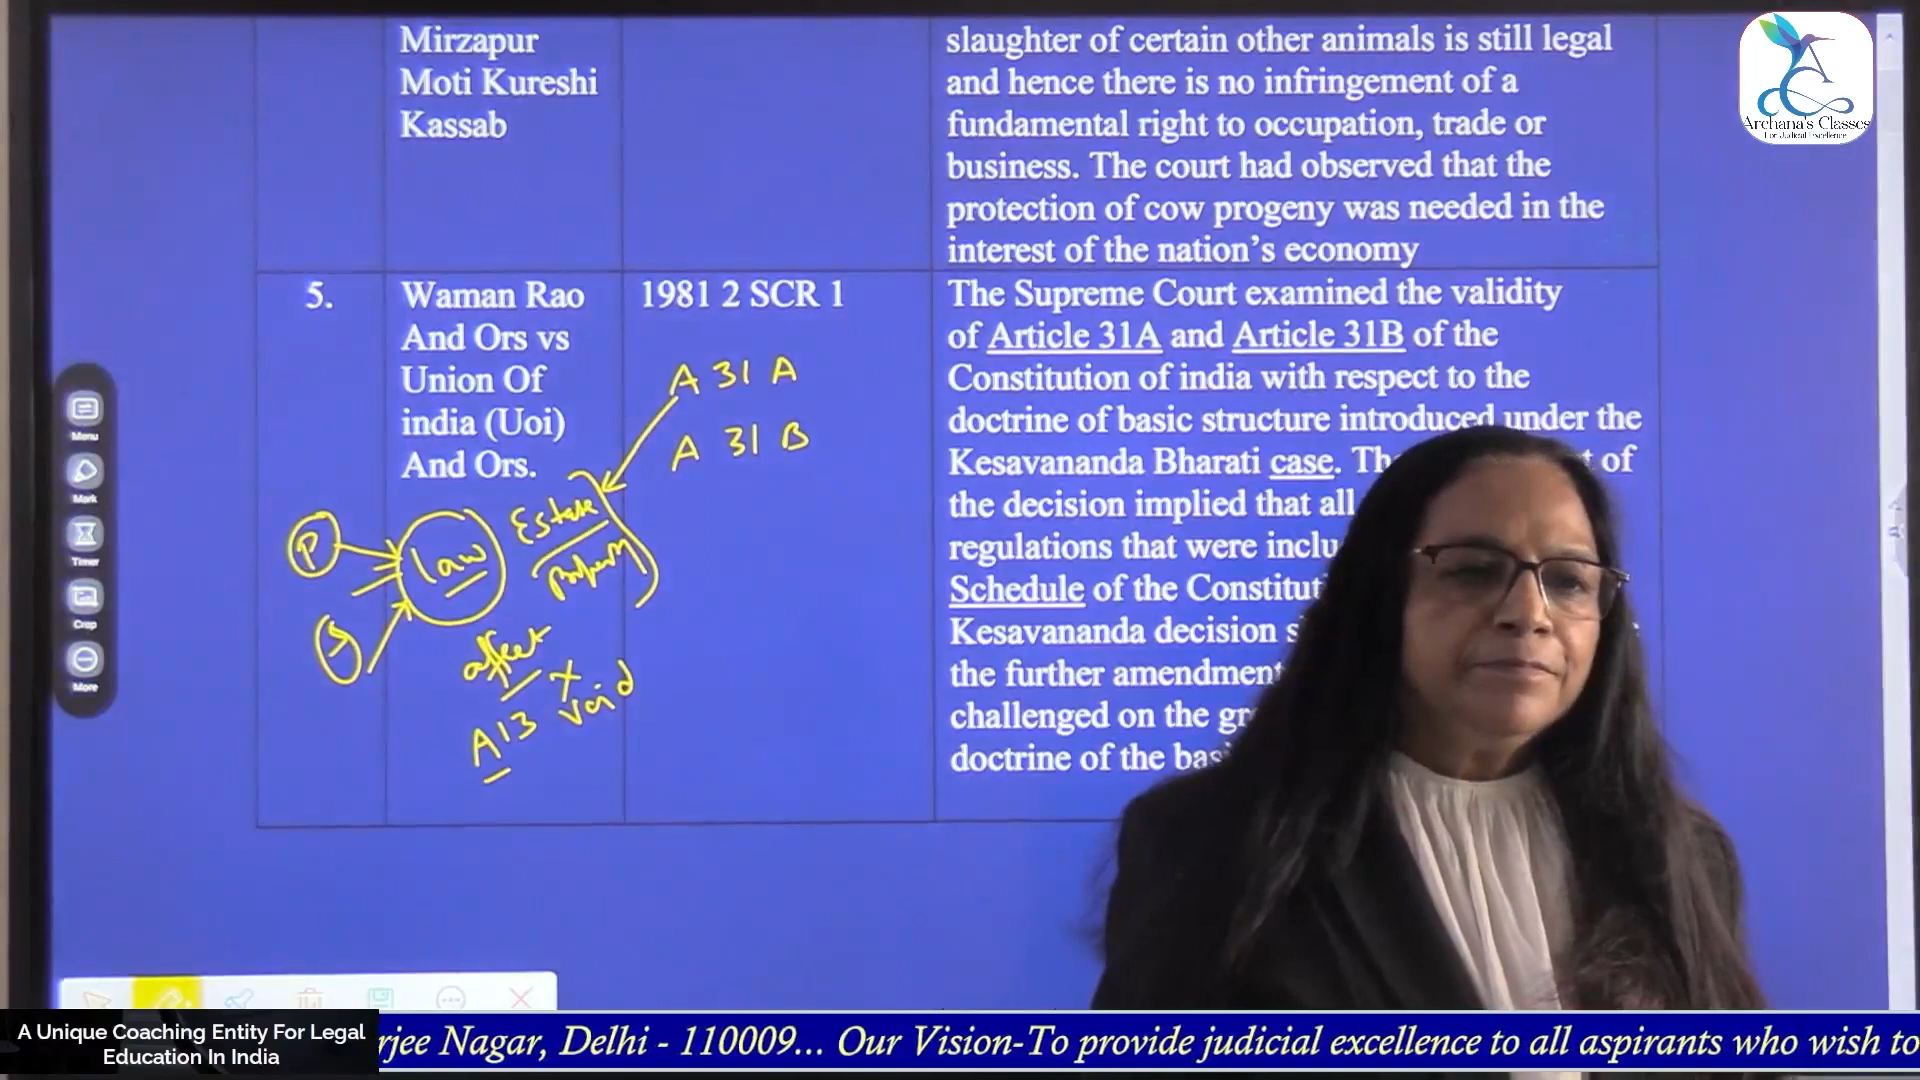 Mirzapur
Moti Kureshi
Kassab
slaughter of certain other animals is still legal
and hence there is no infringement of a
fundamental right to occupation, trade or
business. The court had observed that the
protection of cow progeny was needed in the
interest of the nation’s economy
5.
Waman Rao
And Ors vs
Union Of
india (Uoi)
And Ors.
1981 2 SCR 1
The Supreme Court examined the validity
of Article 31A and Article 31B of the
Constitution of india with respect to the
doctrine of basic structure introduced under the
Kesavananda Bharati case. of
the decision implied that all
regulations that were
Schedule of the
Kesavananda decision
the further
challenged on the
doctrine of the
A 31 A
A 31 B
P
law
Estate
property
affect
A13 void
Menu
Mark
Timer
Crop
More
Archana's Classes
For Judicial Excellence
A Unique Coaching Entity For Legal
Education In India
Nagar, Delhi - 110009... Our Vision-To provide judicial excellence to all aspirants who wish to